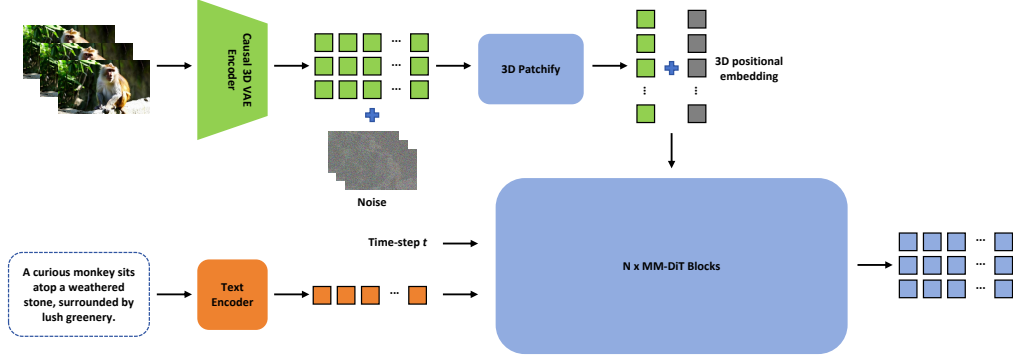 Causal 3D VAE
Encoder
...
...
...
3D Patchify
...
...
3D positional
embedding
Noise
Time-step t
N x MM-DiT Blocks
...
...
...
A curious monkey sits
atop a weathered
stone, surrounded by
lush greenery.
Text
Encoder
...